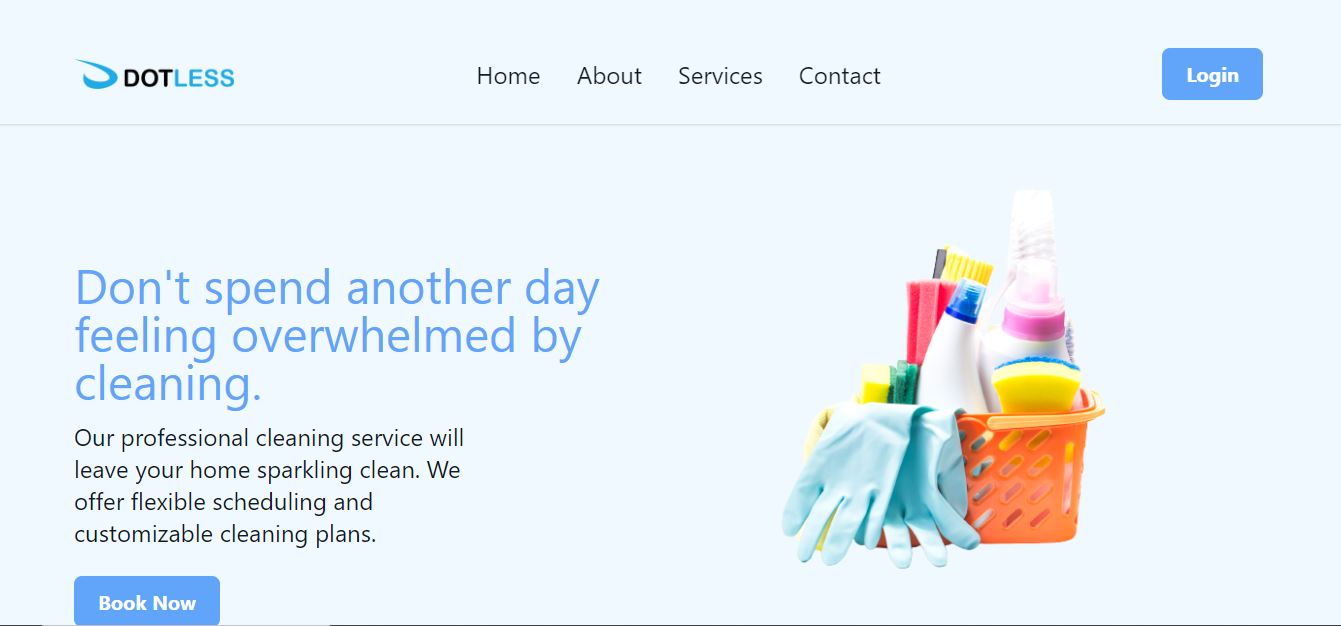 DOTLESS
Home
About
Services
Contact
Login
Don't spend another day
feeling overwhelmed by
cleaning.
Our professional cleaning service will
leave your home sparkling clean. We
offer flexible scheduling and
customizable cleaning plans.
Book Now